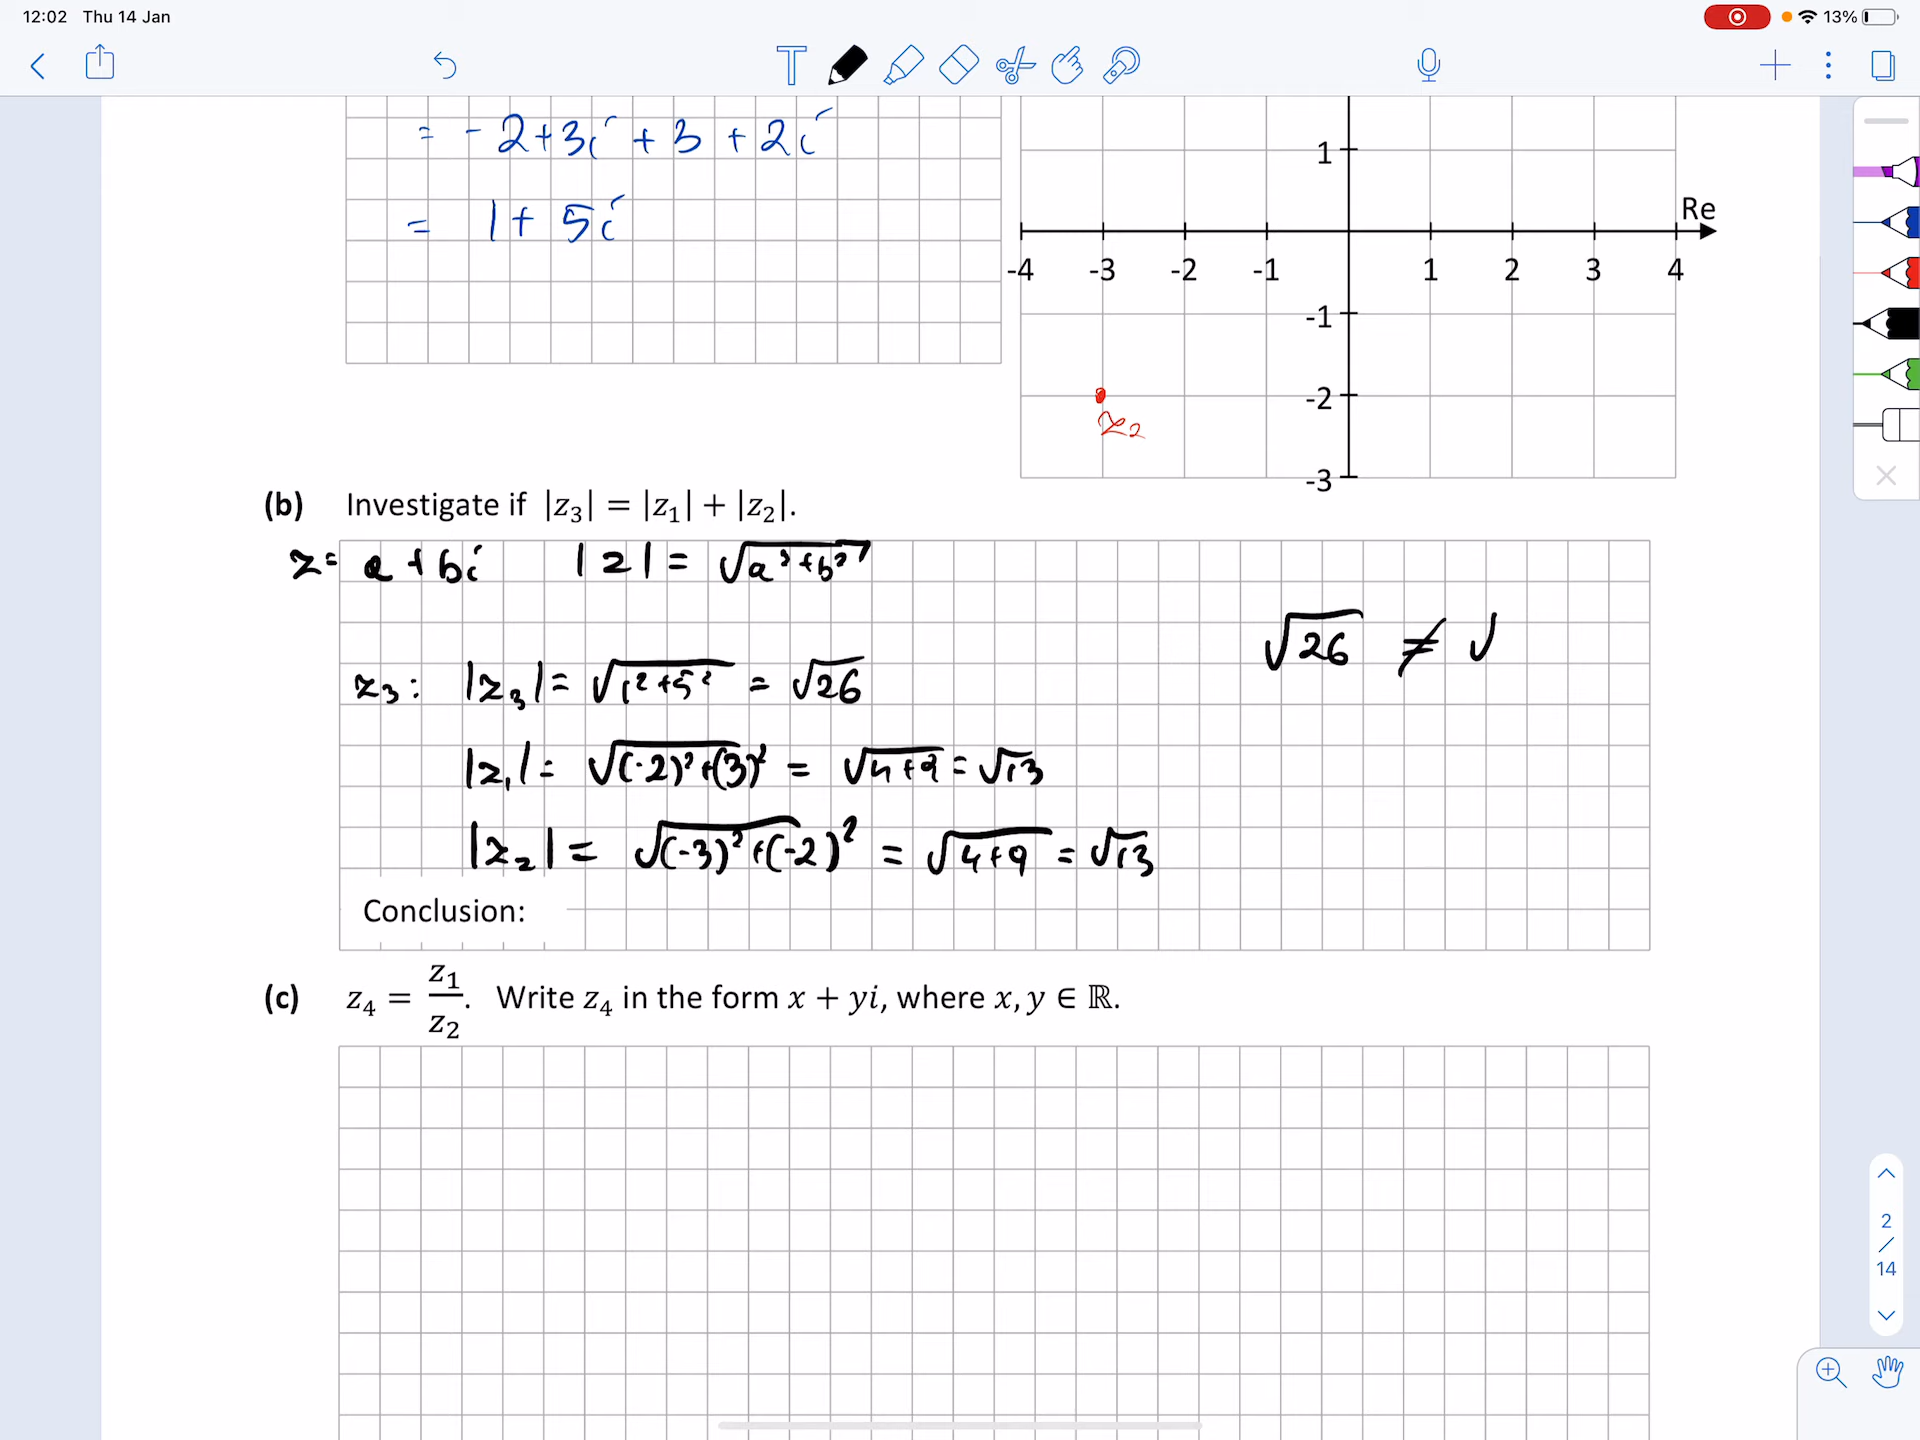 12:02 Thu 14 Jan
13%
= -2+3i + 3 + 2i
= 1 + 5i
1
Re
-4 -3 -2 -1 1 2 3 4
-1
-2
z₂
-3
(b) Investigate if |z₃| = |z₁| + |z₂|.
z = a + bi |z| = √a²+b²
√26 ≠ √
z₃: |z₃| = √1²+5² = √26
|z₁| = √(-2)²+(3)² = √4+9 = √13
|z₂| = √(-3)²+(-2)² = √4+9 = √13
Conclusion:
(c) z₄ = z₁/z₂. Write z₄ in the form x + yi, where x, y ∈ ℝ.
2
/
14